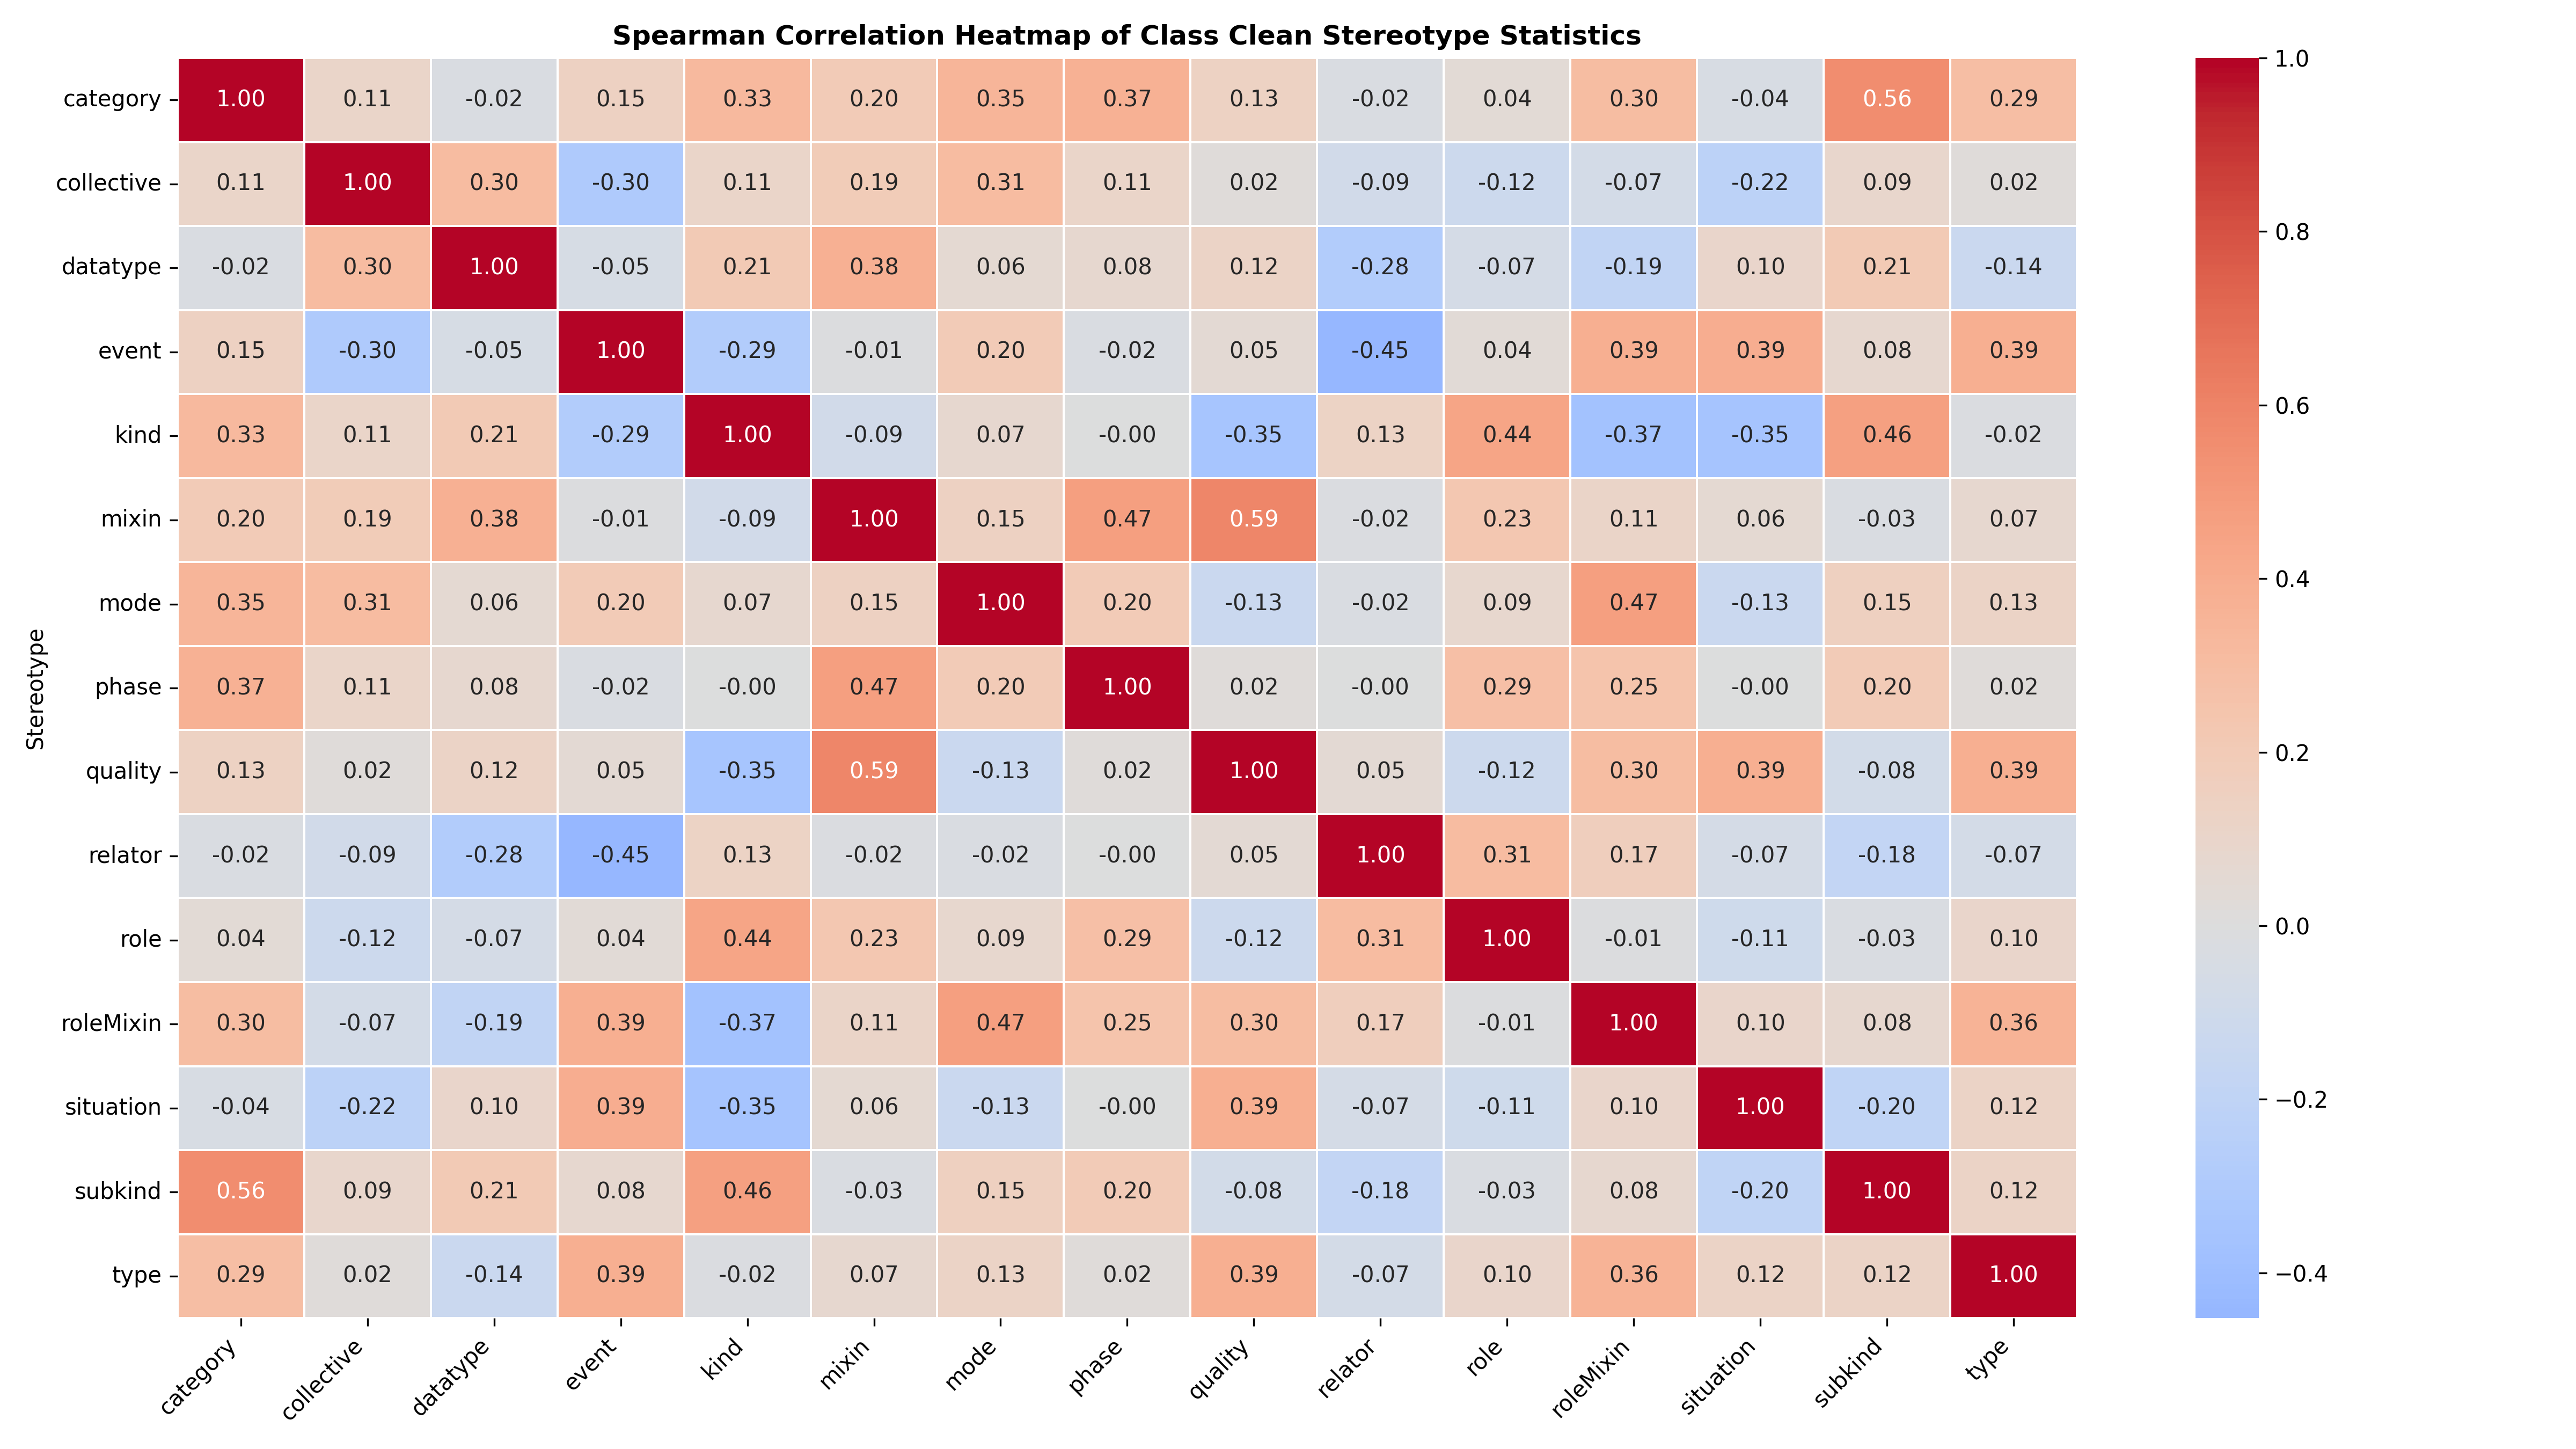 Spearman Correlation Heatmap of Class Clean Stereotype Statistics
Stereotype
category 1.00 0.11 -0.02 0.15 0.33 0.20 0.35 0.37 0.13 -0.02 0.04 0.30 -0.04 0.56 0.29
collective 0.11 1.00 0.30 -0.30 0.11 0.19 0.31 0.11 0.02 -0.09 -0.12 -0.07 -0.22 0.09 0.02
datatype -0.02 0.30 1.00 -0.05 0.21 0.38 0.06 0.08 0.12 -0.28 -0.07 -0.19 0.10 0.21 -0.14
event 0.15 -0.30 -0.05 1.00 -0.29 -0.01 0.20 -0.02 0.05 -0.45 0.04 0.39 0.39 0.08 0.39
kind 0.33 0.11 0.21 -0.29 1.00 -0.09 0.07 -0.00 -0.35 0.13 0.44 -0.37 -0.35 0.46 -0.02
mixin 0.20 0.19 0.38 -0.01 -0.09 1.00 0.15 0.47 0.59 -0.02 0.23 0.11 0.06 -0.03 0.07
mode 0.35 0.31 0.06 0.20 0.07 0.15 1.00 0.20 -0.13 -0.02 0.09 0.47 -0.13 0.15 0.13
phase 0.37 0.11 0.08 -0.02 -0.00 0.47 0.20 1.00 0.02 -0.00 0.29 0.25 -0.00 0.20 0.02
quality 0.13 0.02 0.12 0.05 -0.35 0.59 -0.13 0.02 1.00 0.05 -0.12 0.30 0.39 -0.08 0.39
relator -0.02 -0.09 -0.28 -0.45 0.13 -0.02 -0.02 -0.00 0.05 1.00 0.31 0.17 -0.07 -0.18 -0.07
role 0.04 -0.12 -0.07 0.04 0.44 0.23 0.09 0.29 -0.12 0.31 1.00 -0.01 -0.11 -0.03 0.10
roleMixin 0.30 -0.07 -0.19 0.39 -0.37 0.11 0.47 0.25 0.30 0.17 -0.01 1.00 0.10 0.08 0.36
situation -0.04 -0.22 0.10 0.39 -0.35 0.06 -0.13 -0.00 0.39 -0.07 -0.11 0.10 1.00 -0.20 0.12
subkind 0.56 0.09 0.21 0.08 0.46 -0.03 0.15 0.20 -0.08 -0.18 -0.03 0.08 -0.20 1.00 0.12
type 0.29 0.02 -0.14 0.39 -0.02 0.07 0.13 0.02 0.39 -0.07 0.10 0.36 0.12 0.12 1.00
category collective datatype event kind mixin mode phase quality relator role roleMixin situation subkind type
1.0
0.8
0.6
0.4
0.2
0.0
−0.2
−0.4